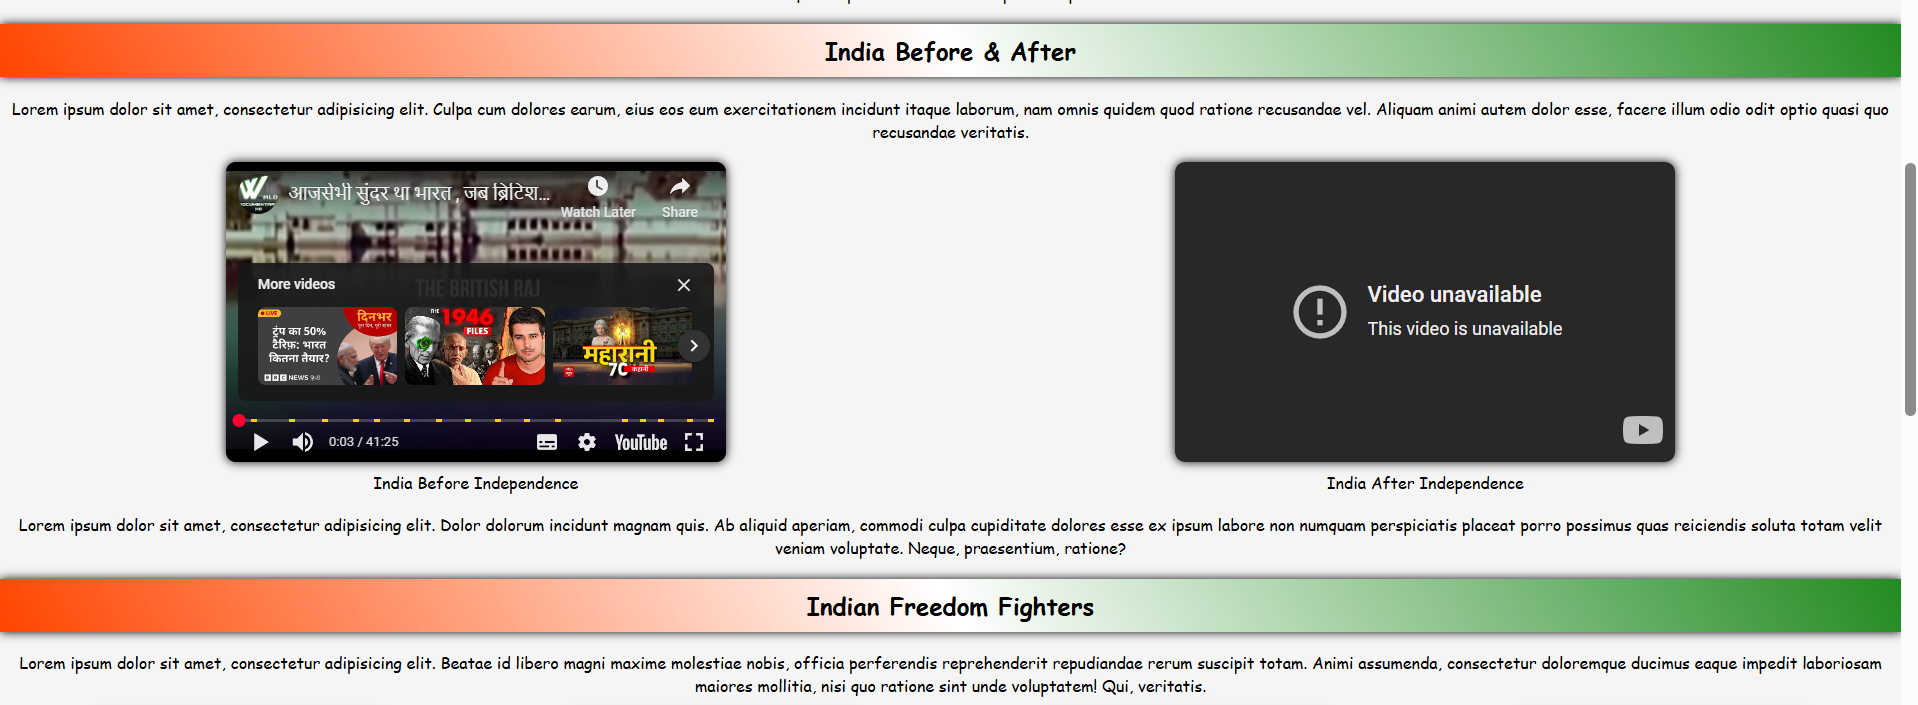 India Before & After
Lorem ipsum dolor sit amet, consectetur adipisicing elit. Culpa cum dolores earum, eius eos eum exercitationem incidunt itaque laborum, nam omnis quidem quod ratione recusandae vel. Aliquam animi autem dolor esse, facere illum odio odit optio quasi quo
recusandae veritatis.
आजसेभी सुंदर था भारत , जब ब्रिटिश...
Watch Later
Share
THE BRITISH RAJ
More videos
LIVE
दिनभर
ट्रंप का 50%
टैरिफ़: भारत
कितना तैयार?
BBC NEWS हिन्दी
THE
1946
FILES
महारानी
की
कहानी
0:03 / 41:25
YouTube
India Before Independence
Video unavailable
This video is unavailable
India After Independence
Lorem ipsum dolor sit amet, consectetur adipisicing elit. Dolor dolorum incidunt magnam quis. Ab aliquid aperiam, commodi culpa cupiditate dolores esse ex ipsum labore non numquam perspiciatis placeat porro possimus quas reiciendis soluta totam velit
veniam voluptate. Neque, praesentium, ratione?
Indian Freedom Fighters
Lorem ipsum dolor sit amet, consectetur adipisicing elit. Beatae id libero magni maxime molestiae nobis, officia perferendis reprehenderit repudiandae rerum suscipit totam. Animi assumenda, consectetur doloremque ducimus eaque impedit laboriosam
maiores mollitia, nisi quo ratione sint unde voluptatem! Qui, veritatis.